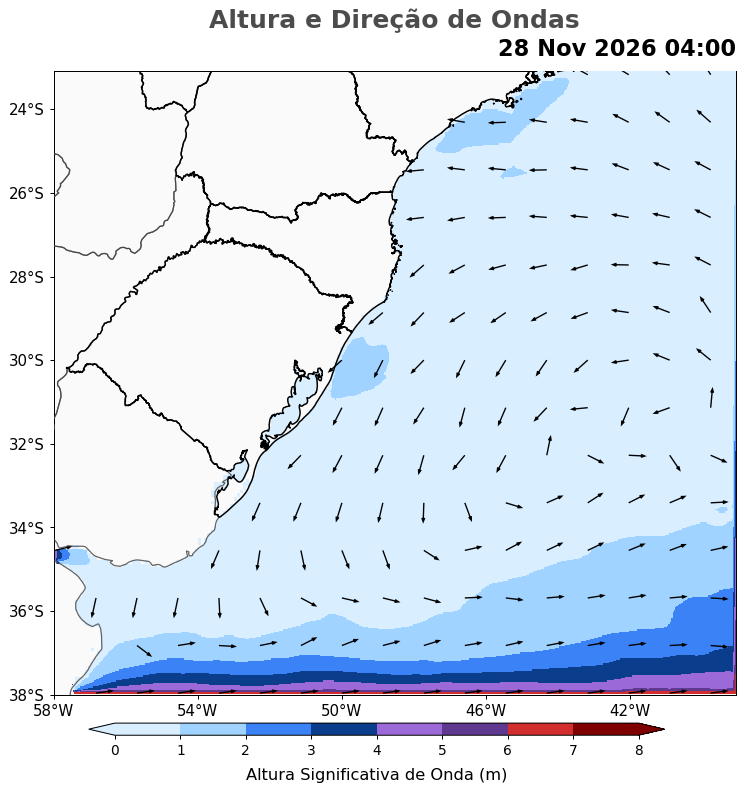 Altura e Direção de Ondas
28 Nov 2026 04:00
24°S
26°S
28°S
30°S
32°S
34°S
36°S
38°S
58°W 54°W 50°W 46°W 42°W
0 1 2 3 4 5 6 7 8
Altura Significativa de Onda (m)